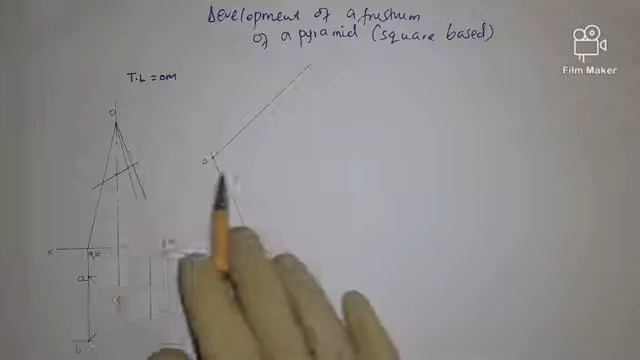 Development of a frustum
of a pyramid (square based)
Film Maker
T.L = om
O
O
X
a
b